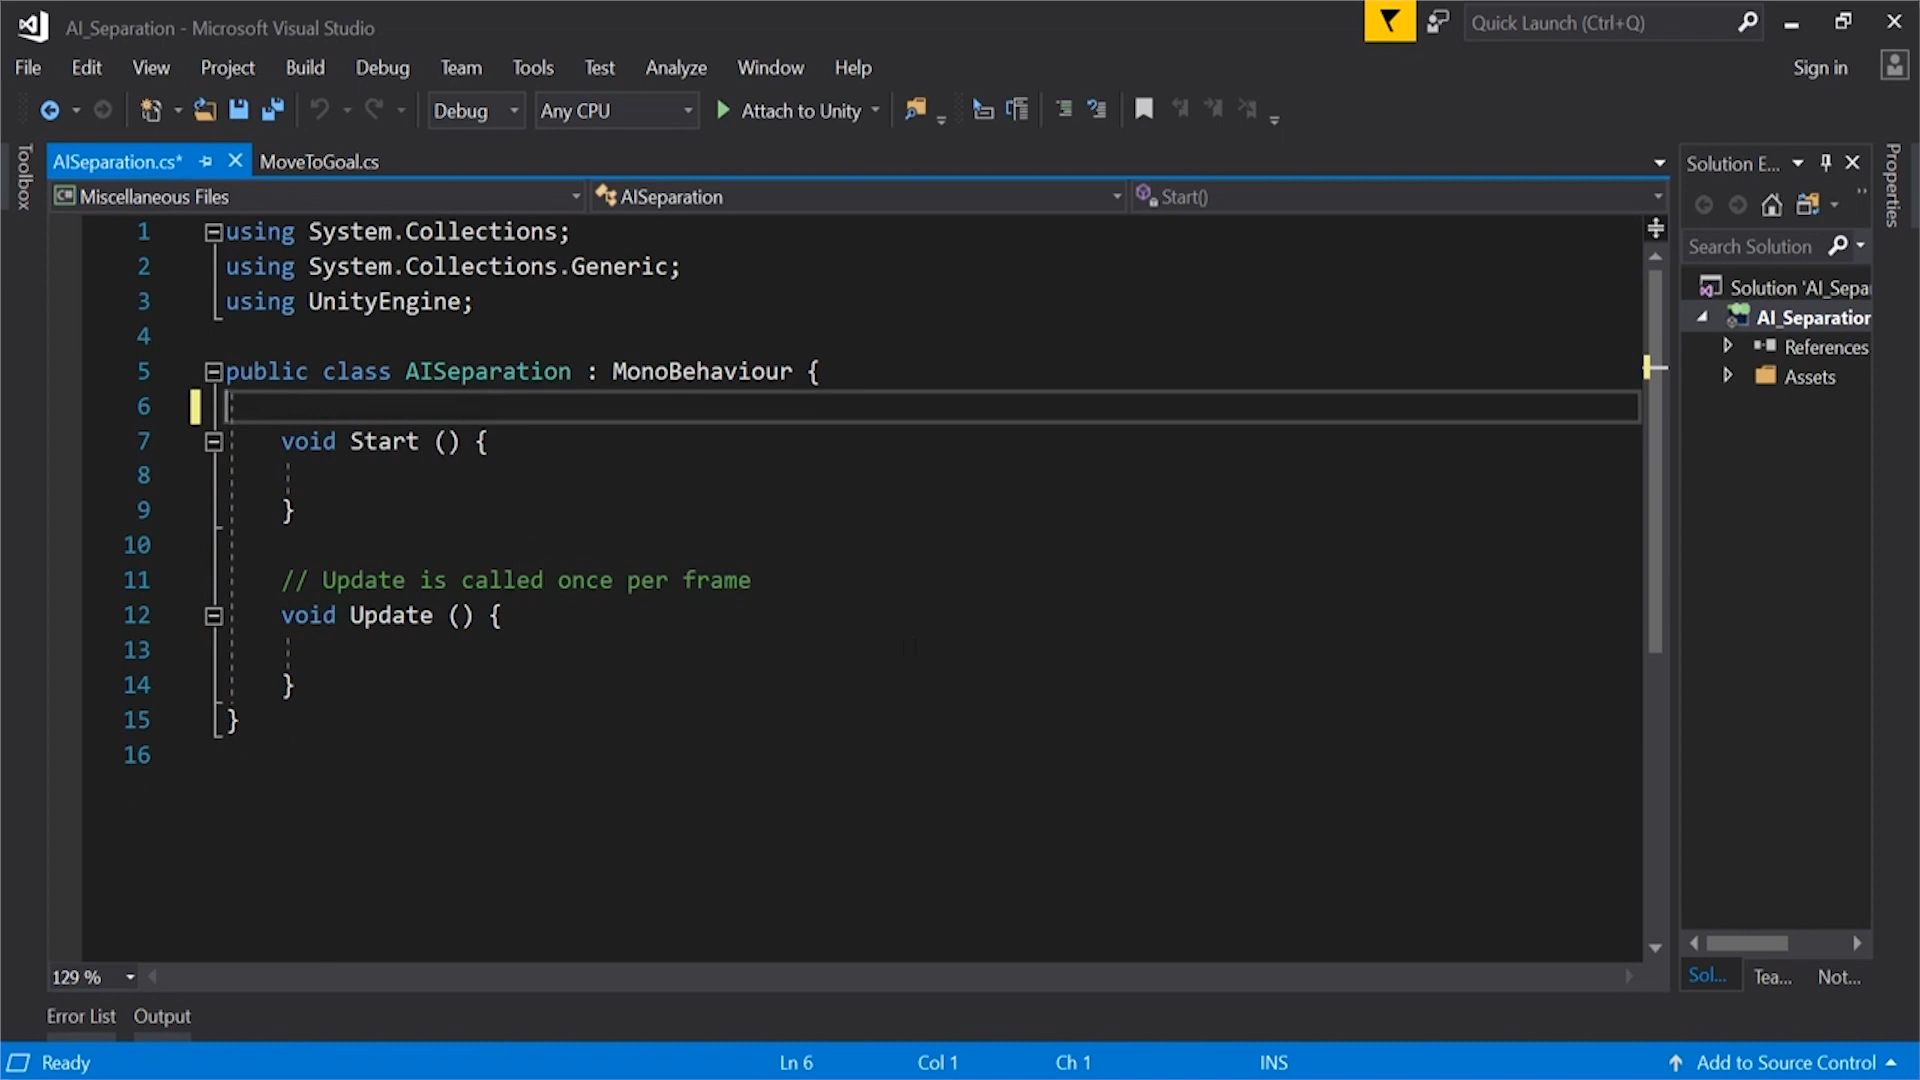 AI_Separation - Microsoft Visual Studio
Quick Launch (Ctrl+Q)
File Edit View Project Build Debug Team Tools Test Analyze Window Help
Sign in
Debug Any CPU Attach to Unity
Toolbox
AISeparation.cs* MoveToGoal.cs
Miscellaneous Files AISeparation Start()
1 using System.Collections;
2 using System.Collections.Generic;
3 using UnityEngine;
4
5 public class AISeparation : MonoBehaviour {
6
7 void Start () {
8
9 }
10
11 // Update is called once per frame
12 void Update () {
13
14 }
15 }
16
129 %
Error List Output
Solution E...
Search Solution
Solution 'AI_Sepa
AI_Separation
References
Assets
Sol... Tea... Not...
Properties
Ready Ln 6 Col 1 Ch 1 INS Add to Source Control